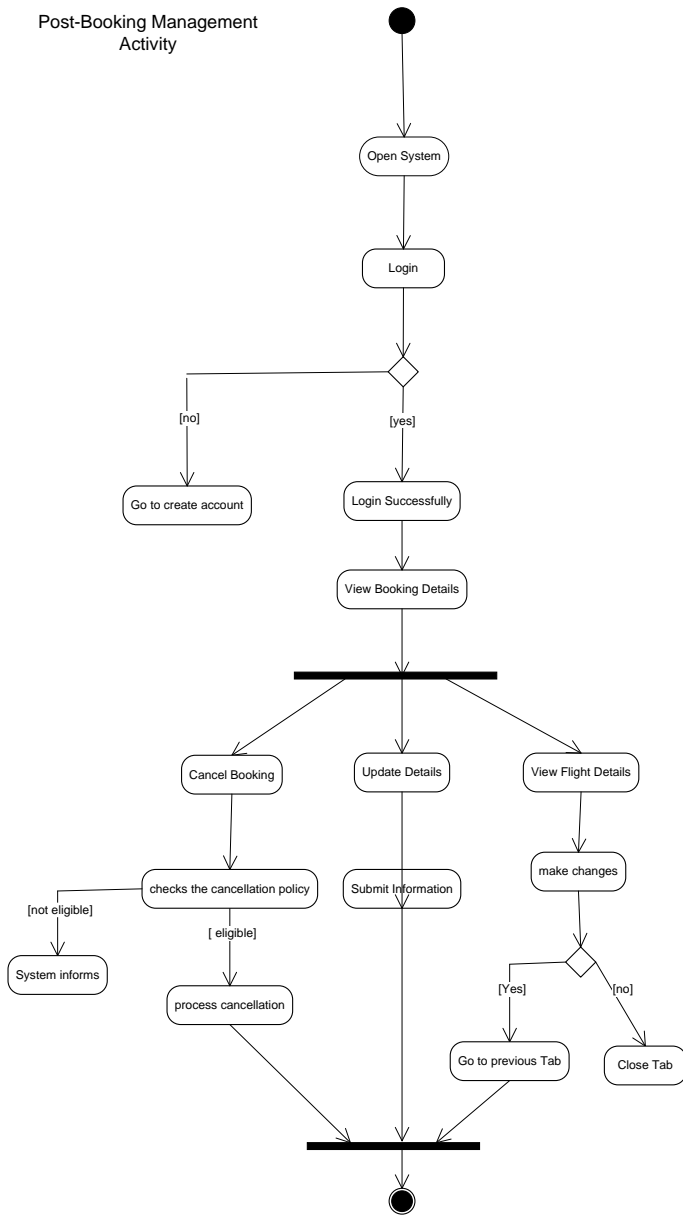 Post-Booking Management
Activity
Open System
Login
[no]
[yes]
Go to create account
Login Successfully
View Booking Details
Cancel Booking
Update Details
View Flight Details
checks the cancellation policy
Submit Information
make changes
[not eligible]
[ eligible]
System informs
process cancellation
[Yes]
[no]
Go to previous Tab
Close Tab